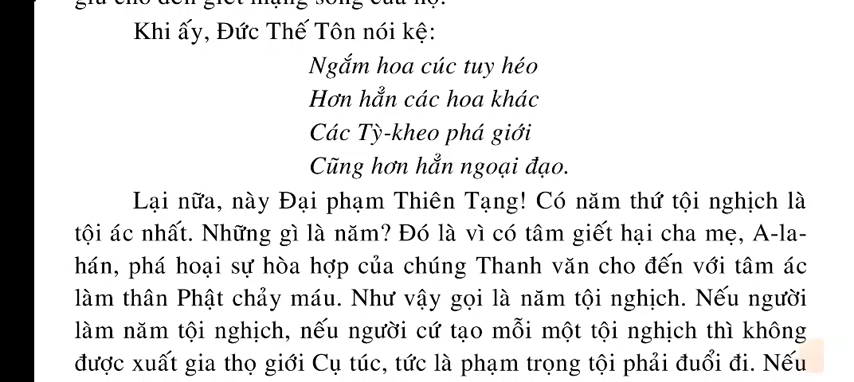 Khi ấy, Đức Thế Tôn nói kệ:
Ngắm hoa cúc tuy héo
Hơn hẳn các hoa khác
Các Tỳ-kheo phá giới
Cũng hơn hẳn ngoại đạo.
Lại nữa, này Đại phạm Thiên Tạng! Có năm thứ tội nghịch là
tội ác nhất. Những gì là năm? Đó là vì có tâm giết hại cha mẹ, A-la-
hán, phá hoại sự hòa hợp của chúng Thanh văn cho đến với tâm ác
làm thân Phật chảy máu. Như vậy gọi là năm tội nghịch. Nếu người
làm năm tội nghịch, nếu người cứ tạo mỗi một tội nghịch thì không
được xuất gia thọ giới Cụ túc, tức là phạm trọng tội phải đuổi đi. Nếu